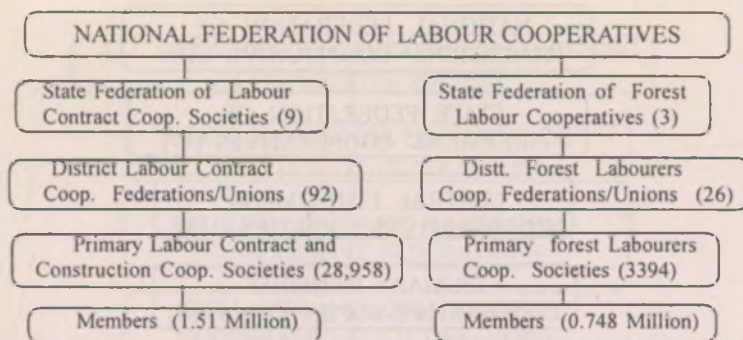 NATIONAL FEDERATION OF LABOUR COOPERATIVES
State Federation of Labour
Contract Coop. Societies (9)
State Federation of Forest
Labour Cooperatives (3)
District Labour Contract
Coop. Federations/Unions (92)
Distt. Forest Labourers
Coop. Federations/Unions (26)
Primary Labour Contract and
Construction Coop. Societies (28,958)
Primary forest Labourers
Coop. Societies (3394)
Members (1.51 Million)
Members (0.748 Million)